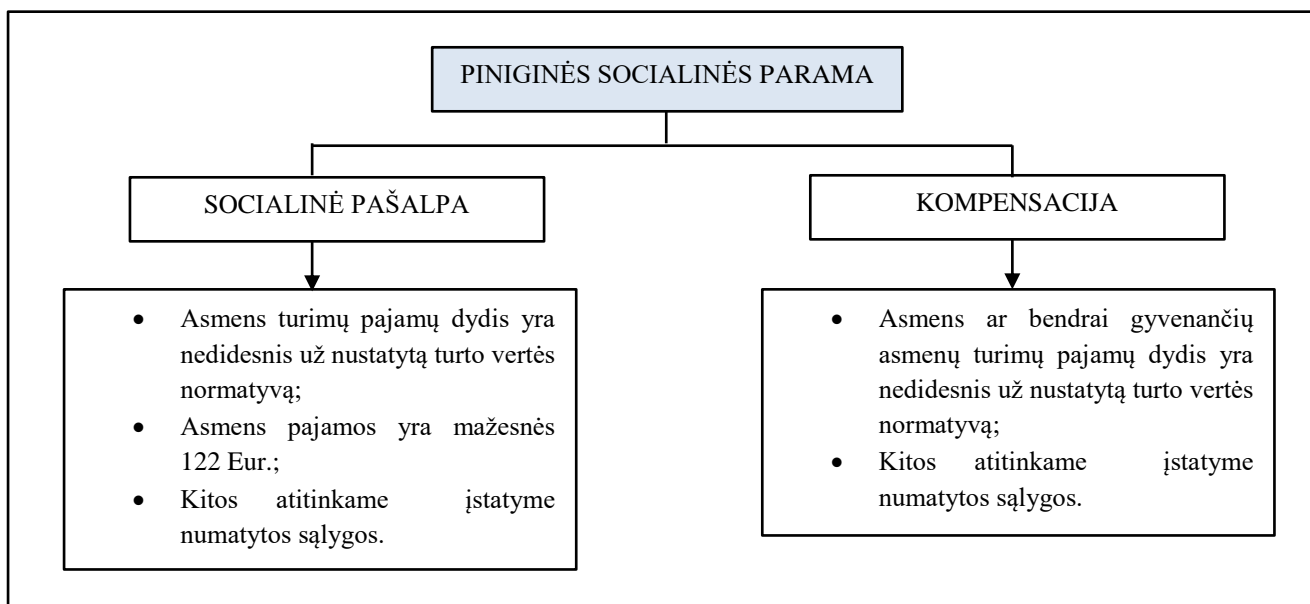 PINIGINĖS SOCIALINĖS PARAMA
SOCIALINĖ PAŠALPA
KOMPENSACIJA
• Asmens turimų pajamų dydis yra
nedidesnis už nustatytą turto vertės
normatyvą;
• Asmens pajamos yra mažesnės
122 Eur.;
• Kitos atitinkame įstatyme
numatytos sąlygos.
• Asmens ar bendrai gyvenančių
asmenų turimų pajamų dydis yra
nedidesnis už nustatytą turto vertės
normatyvą;
• Kitos atitinkame įstatyme
numatytos sąlygos.